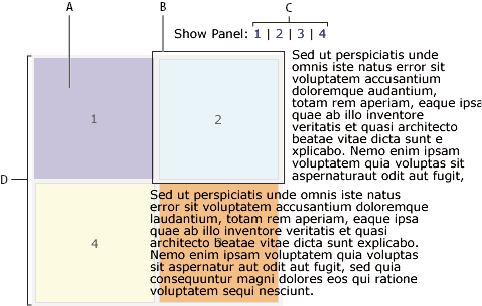 A
B
C
Show Panel: 1 | 2 | 3 | 4
Sed ut perspiciatis unde
omnis iste natus error sit
voluptatem accusantium
doloremque audantium,
totam rem aperiam, eaque ipsa
quae ab illo inventore
veritatis et quasi architecto
beatae vitae dicta sunt e
xplicabo. Nemo enim ipsam
voluptatem quia voluptas sit
aspernaturaut odit aut fugit,
1
2
D
Sed ut perspiciatis unde omnis iste natus
error sit voluptatem accusantium doloremque
laudantium, totam rem aperiam, eaque ipsa
quae ab illo inventore veritatis et quasi
architecto beatae vitae dicta sunt explicabo.
Nemo enim ipsam voluptatem quia voluptas
sit aspernatur aut odit aut fugit, sed quia
consequuntur magni dolores eos qui ratione
voluptatem sequi nesciunt.
4